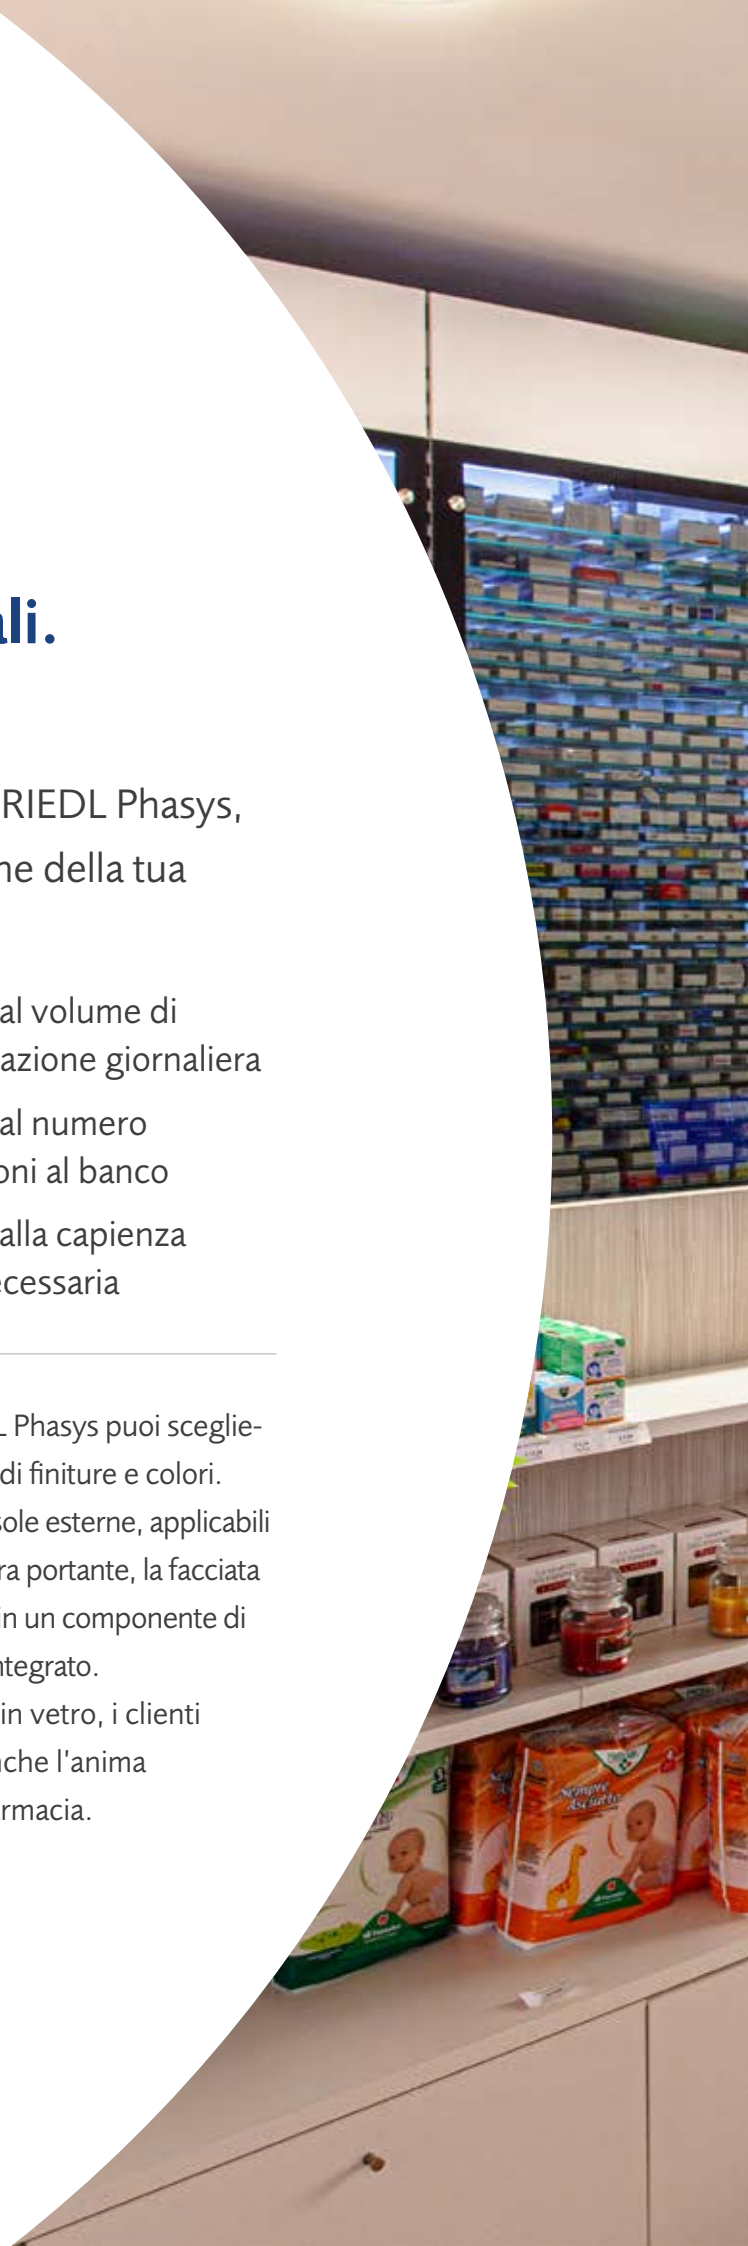 ali.
RIEDL Phasys,
ne della tua
al volume di
azione giornaliera
al numero
oni al banco
alla capienza
ecessaria
L Phasys puoi sceglie-
di finiture e colori.
sole esterne, applicabili
ra portante, la facciata
in un componente di
ntegrato.
in vetro, i clienti
nche l'anima
rmacia.
Sempre
Asciutto